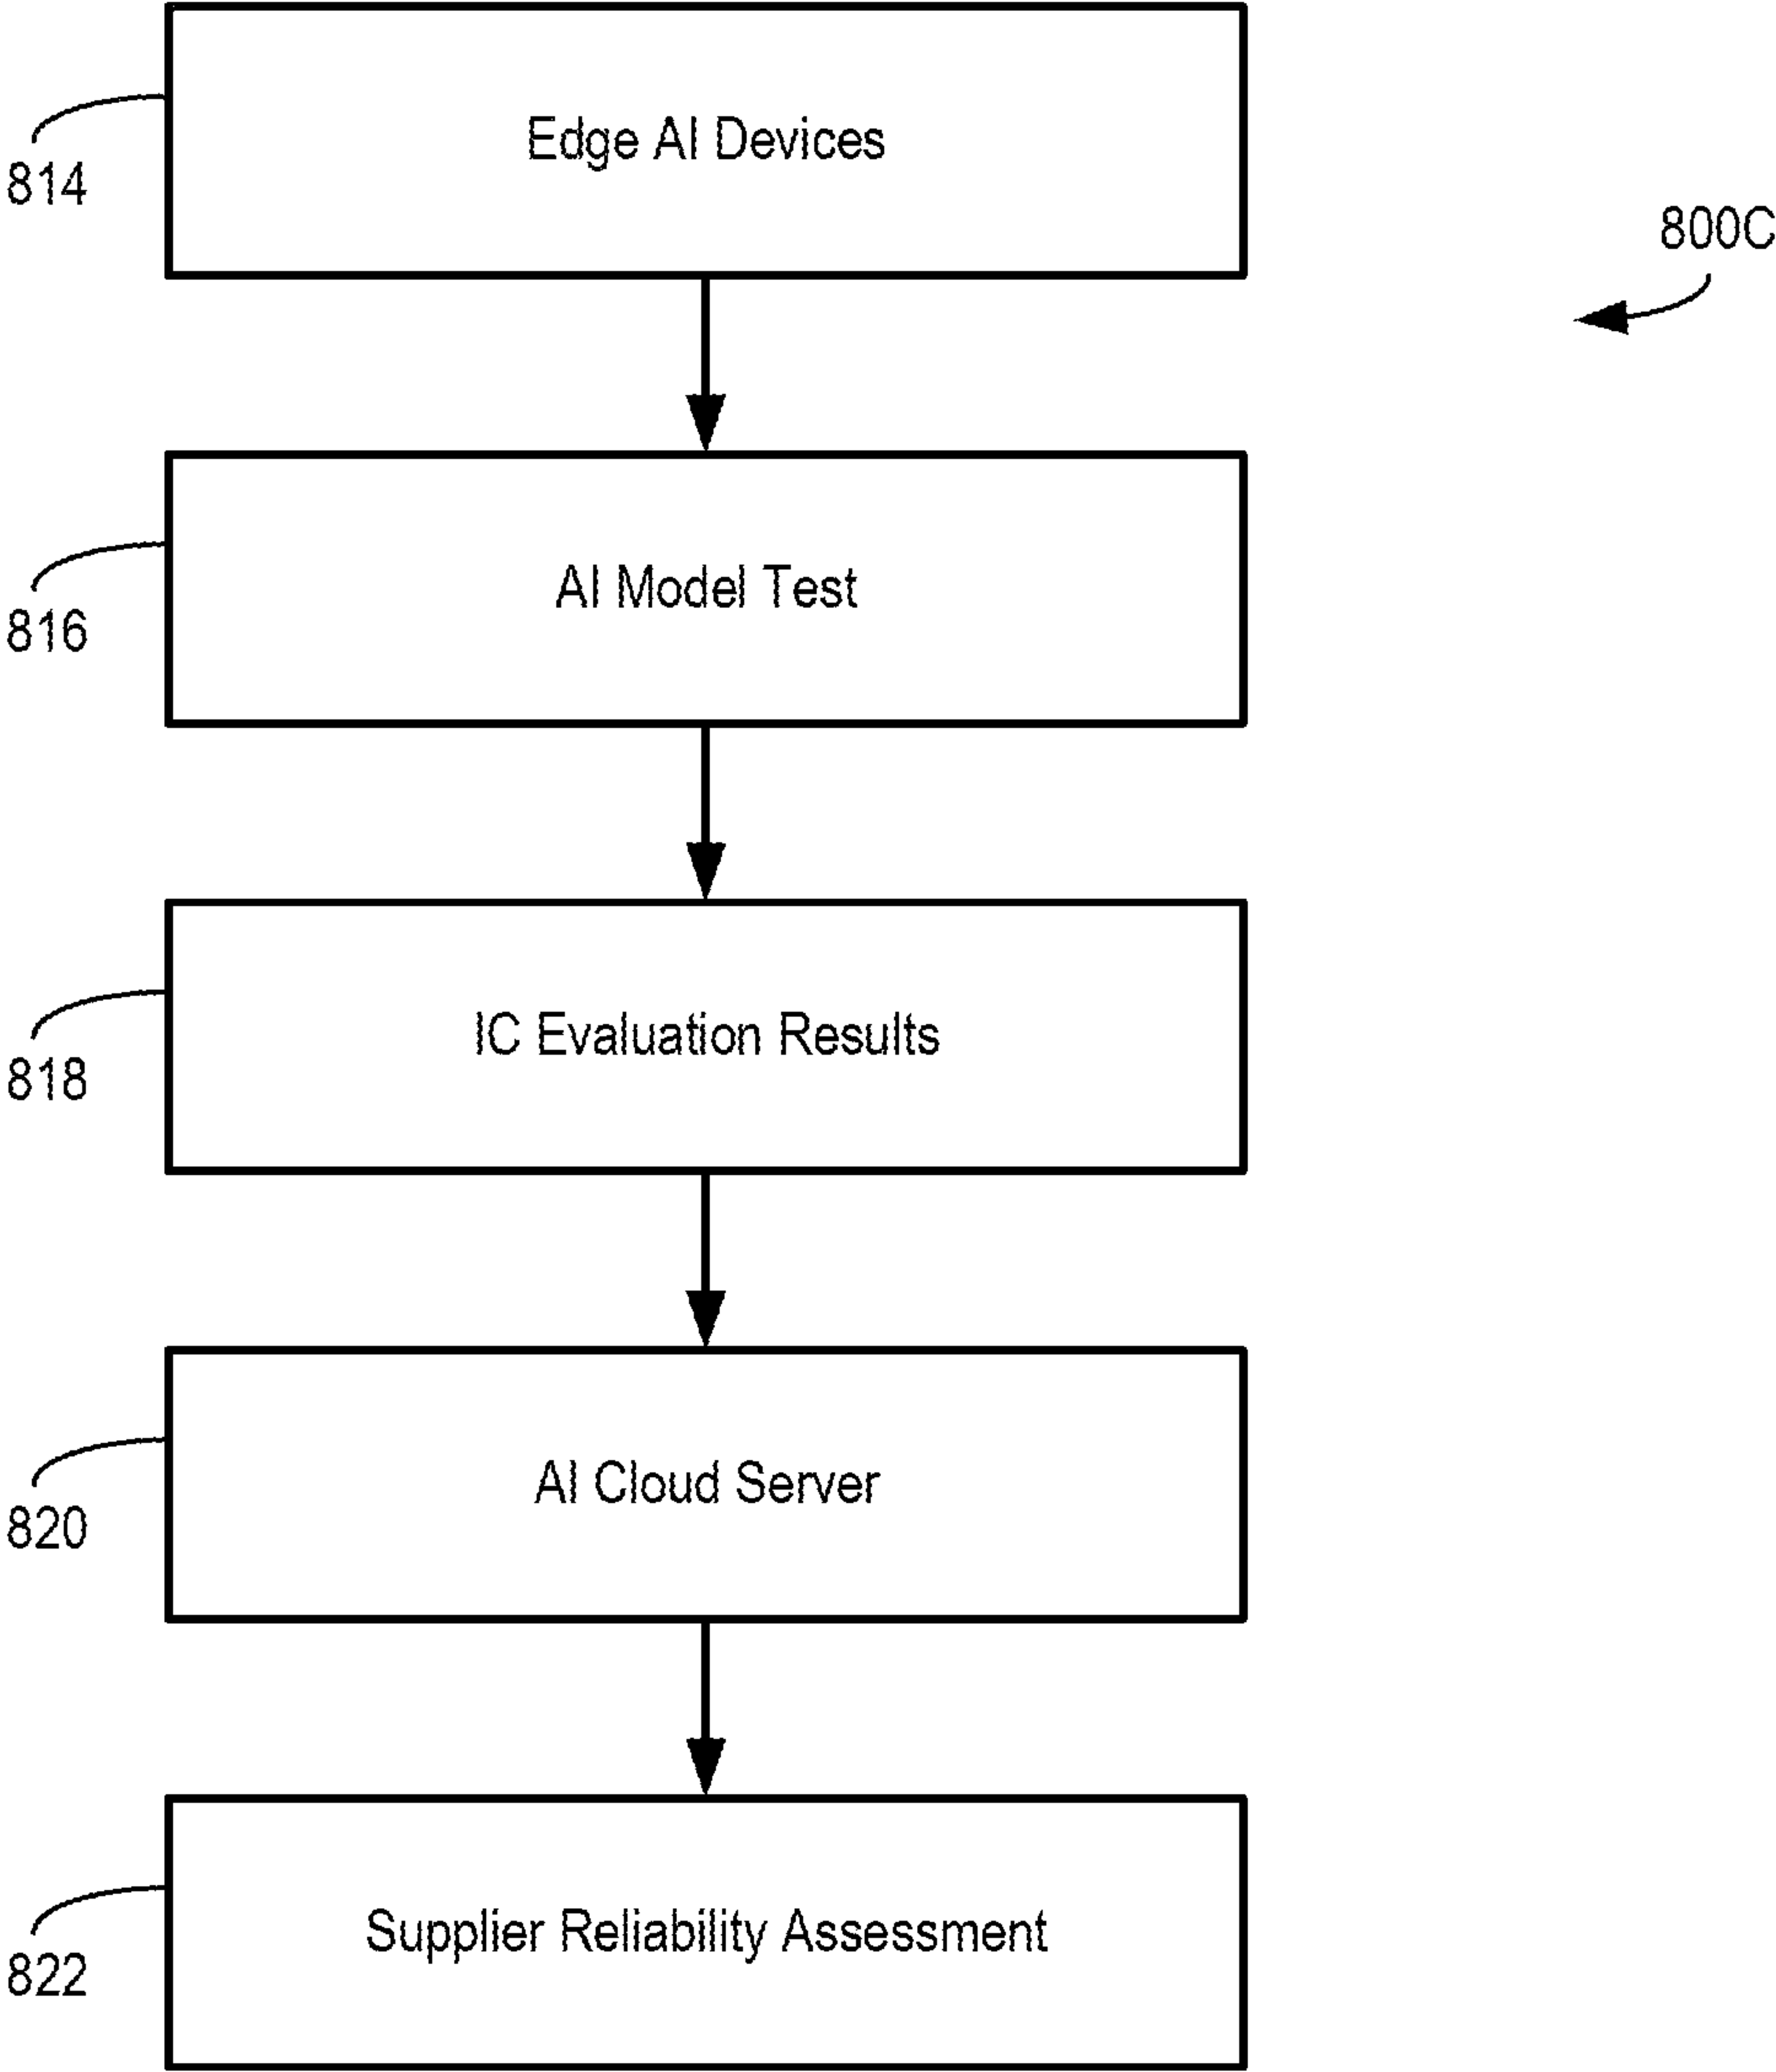 Edge AI Devices
814
800C
AI Model Test
816
IC Evaluation Results
818
AI Cloud Server
820
Supplier Reliability Assessment
822